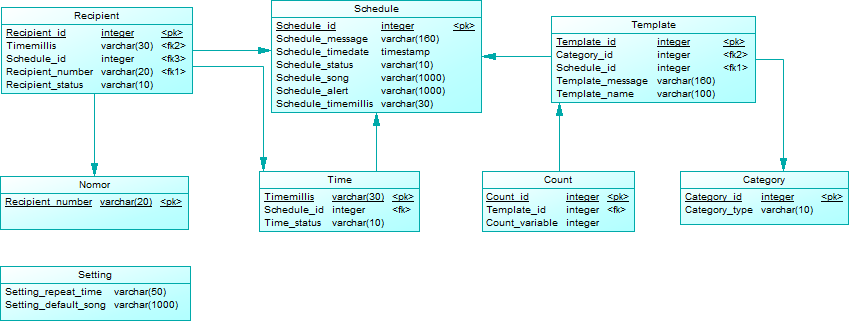 Recipient
Recipient_id integer <pk>
Timemillis varchar(30) <fk2>
Schedule_id integer <fk3>
Recipient_number varchar(20) <fk1>
Recipient_status varchar(10)
Schedule
Schedule_id integer <pk>
Schedule_message varchar(160)
Schedule_timedate timestamp
Schedule_status varchar(10)
Schedule_song varchar(1000)
Schedule_alert varchar(1000)
Schedule_timemillis varchar(30)
Template
Template_id integer <pk>
Category_id integer <fk2>
Schedule_id integer <fk1>
Template_message varchar(160)
Template_name varchar(100)
Nomor
Recipient_number varchar(20) <pk>
Time
Timemillis varchar(30) <pk>
Schedule_id integer <fk>
Time_status varchar(10)
Count
Count_id integer <pk>
Template_id integer <fk>
Count_variable integer
Category
Category_id integer <pk>
Category_type varchar(10)
Setting
Setting_repeat_time varchar(50)
Setting_default_song varchar(1000)